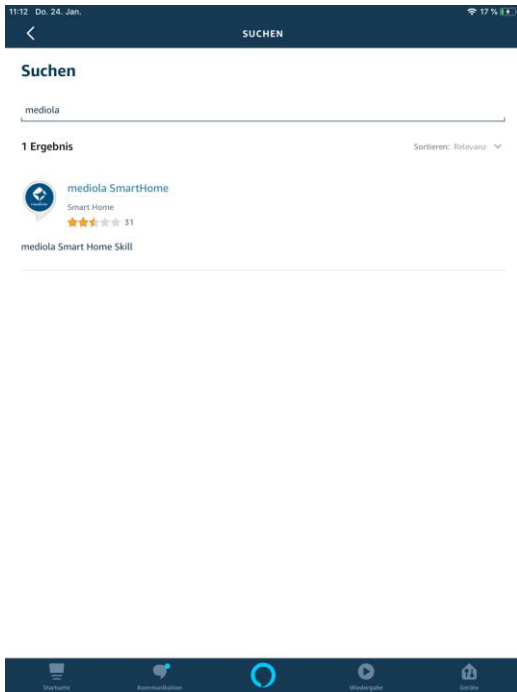 11:12 Do. 24. Jan. 17 %
SUCHEN
Suchen
mediola
1 Ergebnis Sortieren: Relevanz
mediola SmartHome
Smart Home
31
mediola Smart Home Skill
Startseite Kommunikation Wiedergabe Geräte